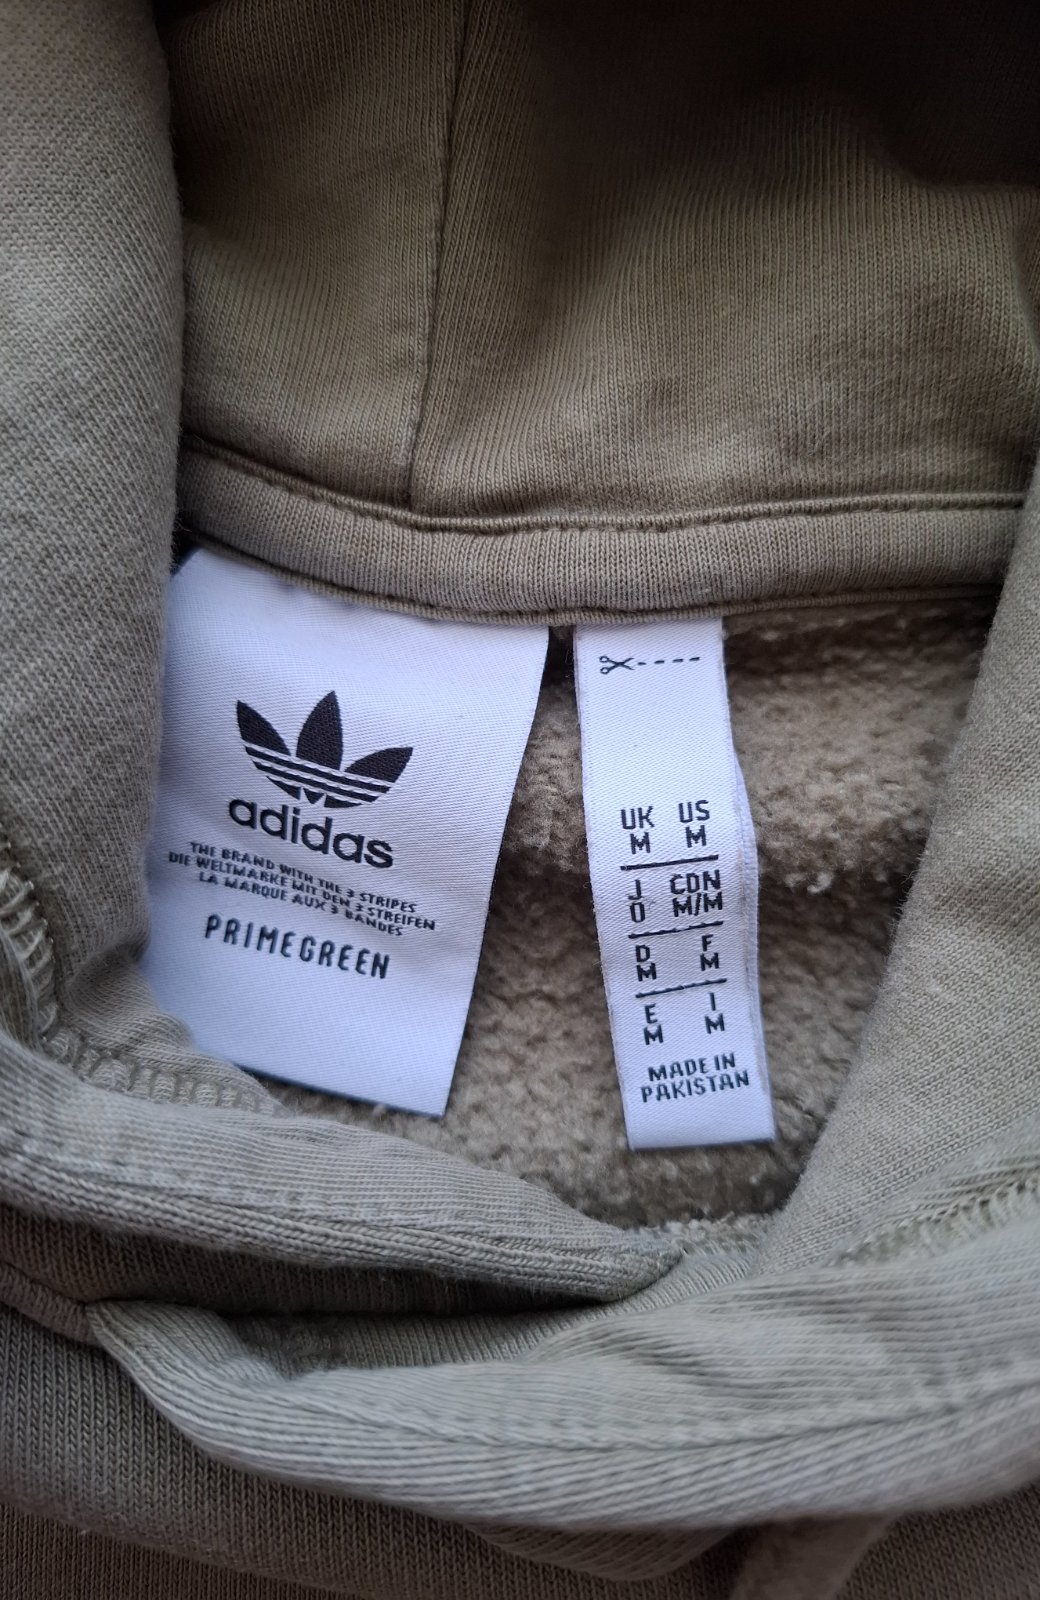 adidas
THE BRAND WITH THE 3 STRIPES
DIE WELTMARKE MIT DEN 3 STREIFEN
LA MARQUE AUX 3 BANDES
PRIMEGREEN
UK US
M M
J CDN
O M/M
D F
M M
E I
M M
MADE IN
PAKISTAN